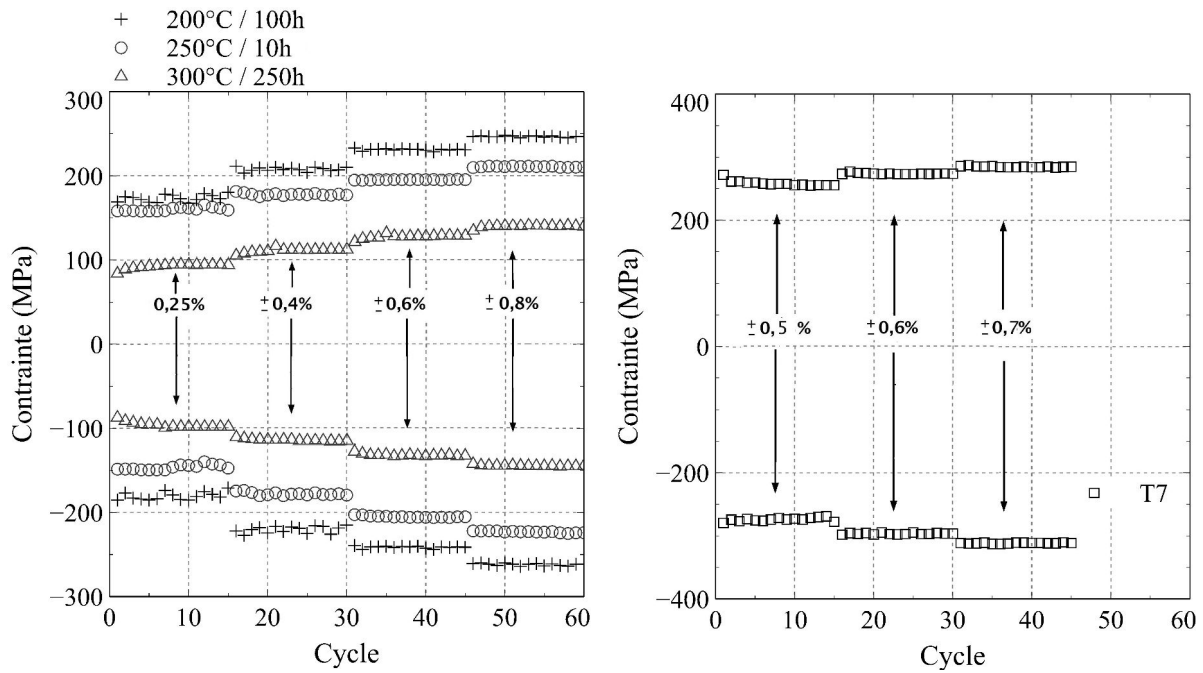 200°C / 100h
250°C / 10h
300°C / 250h
300
200
100
0
−100
−200
−300
Contrainte (MPa)
0,25%
± 0,4%
± 0,6%
± 0,8%
0 10 20 30 40 50 60
Cycle
400
200
0
−200
−400
Contrainte (MPa)
± 0,5 %
± 0,6%
± 0,7%
T7
0 10 20 30 40 50 60
Cycle